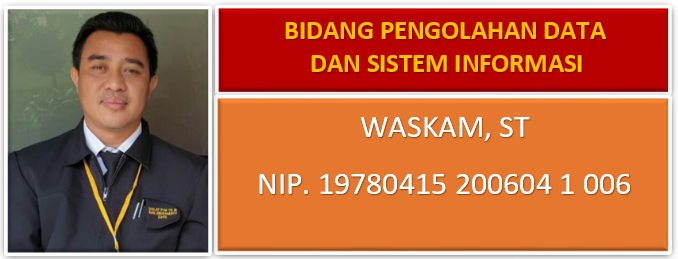 BIDANG PENGOLAHAN DATA
DAN SISTEM INFORMASI
WASKAM, ST
NIP. 19780415 200604 1 006